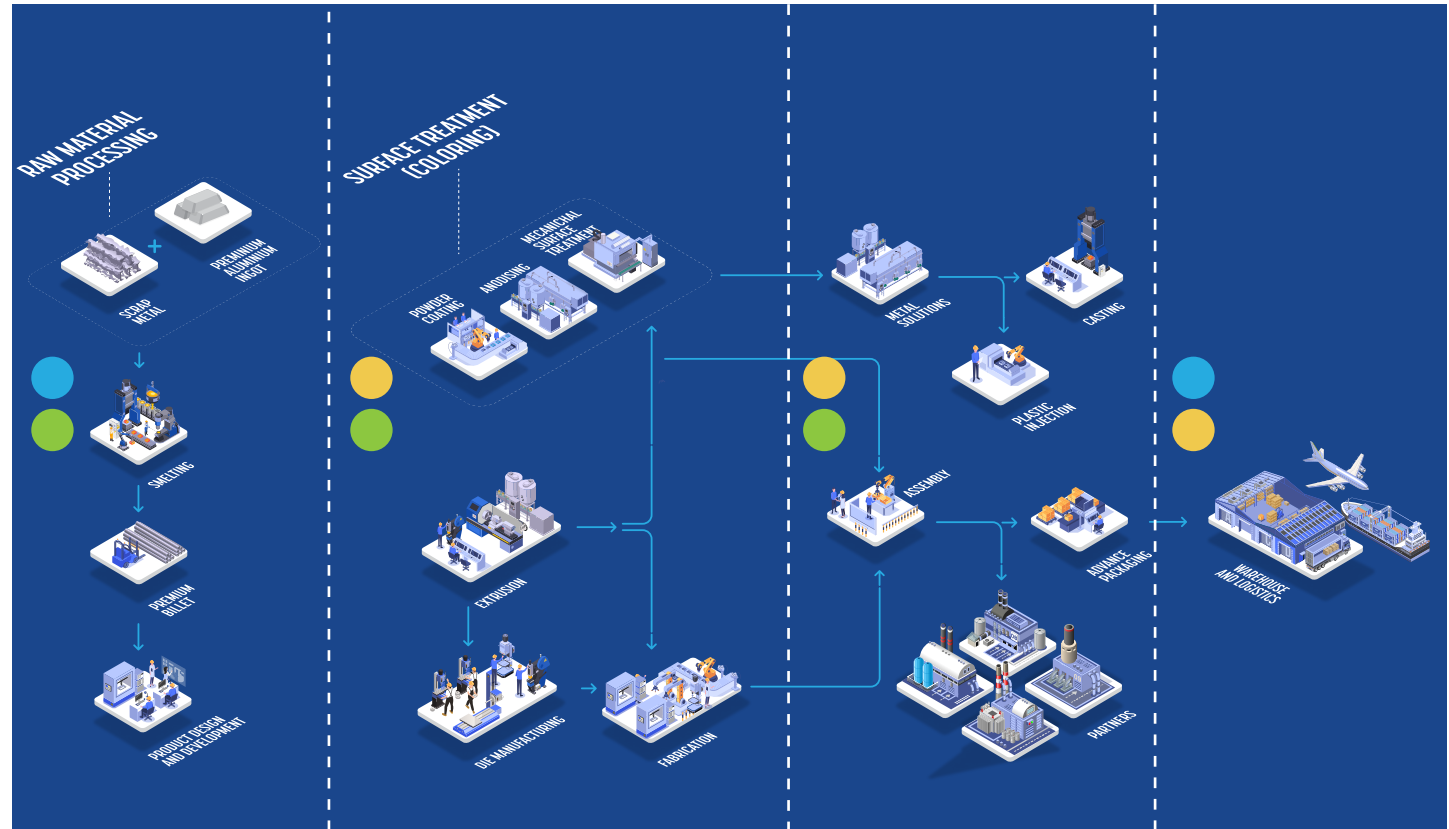 RAW MATERIAL
PROCESSING
PREMINIUM
ALUMINIUM
INGOT
SCRAP
METAL
SMELTING
PREMIUM
BILLET
PRODUCT DESIGN
AND DEVELOPMENT
SURFACE TREATMENT
(COLORING)
MECANICHAL
SURFACE
TREATMENT
ANODISING
POWDER
COATING
EXTRUSION
DIE MANUFACTURING
FABRICATION
METAL
SOLUTIONS
CASTING
PLASTIC
INJECTION
ASSEMBLY
ADVANCE
PACKAGING
PARTNERS
WAREHOUSE
AND LOGISTICS